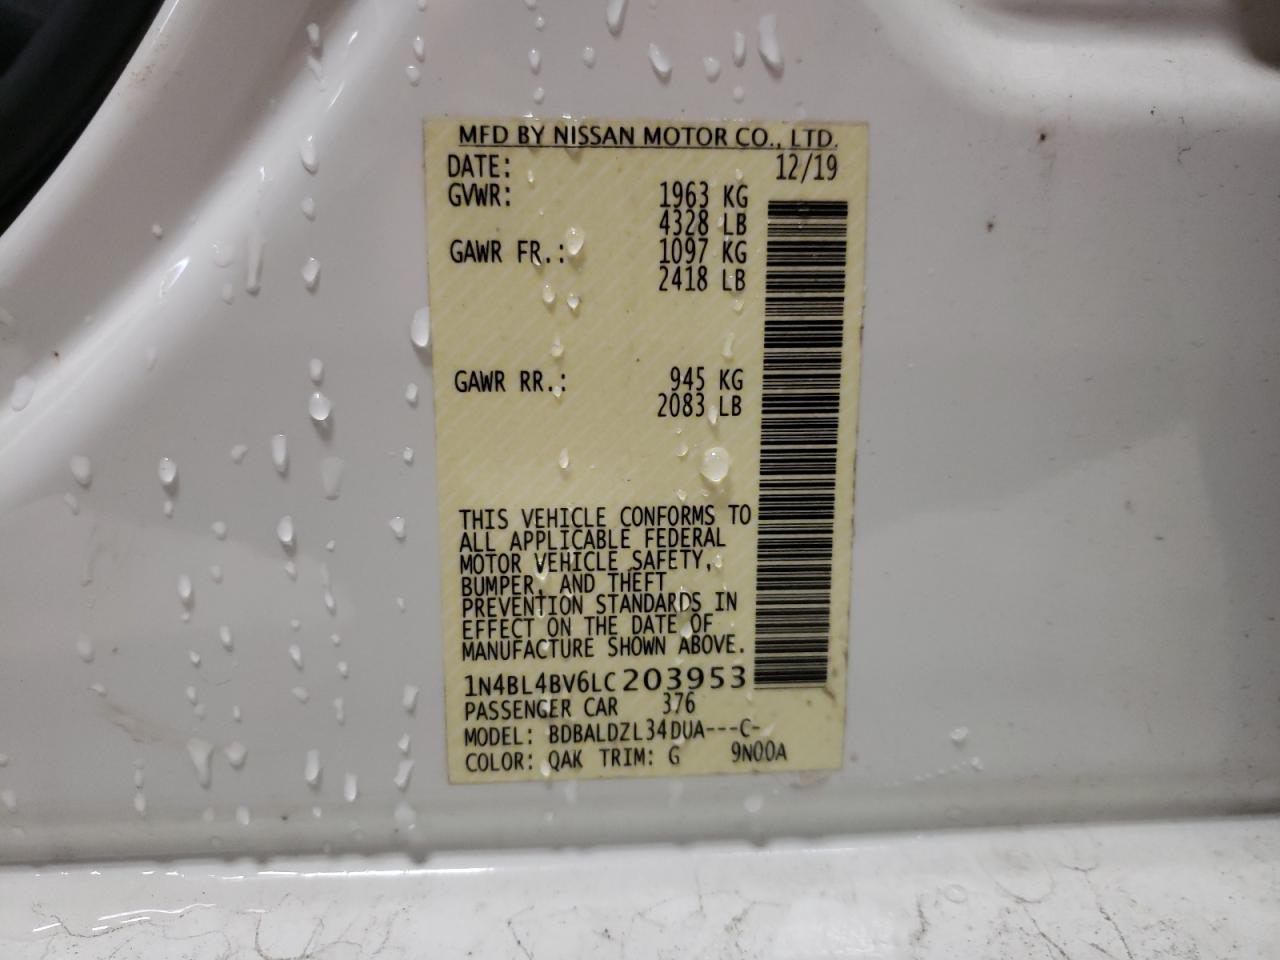 MFD BY NISSAN MOTOR CO., LTD.
DATE: 12/19
GVWR: 1963 KG
4328 LB
GAWR FR.: 1097 KG
2418 LB
GAWR RR.: 945 KG
2083 LB
THIS VEHICLE CONFORMS TO
ALL APPLICABLE FEDERAL
MOTOR VEHICLE SAFETY,
BUMPER, AND THEFT
PREVENTION STANDARDS IN
EFFECT ON THE DATE OF
MANUFACTURE SHOWN ABOVE.
1N4BL4BV6LC203953
PASSENGER CAR 376
MODEL: BDBALDZL34DUA---C-
COLOR: QAK TRIM: G 9N00A